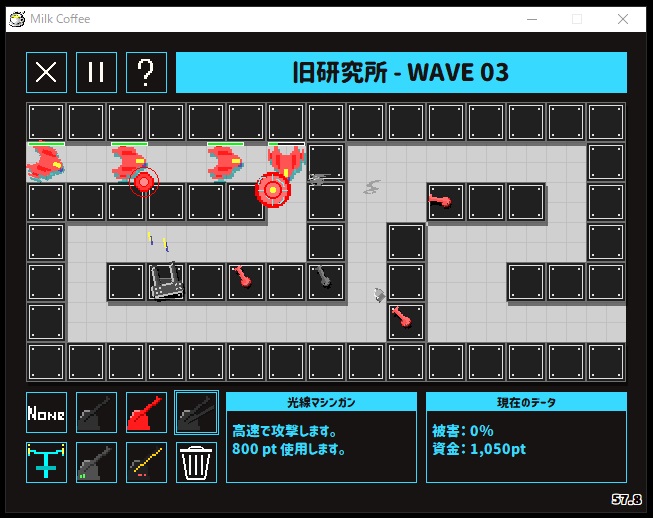 Milk Coffee
旧研究所 - WAVE 03
NONE
光線マシンガン
高速で攻撃します。
800 pt 使用します。
現在のデータ
被害: 0%
資金: 1,050pt
57.8